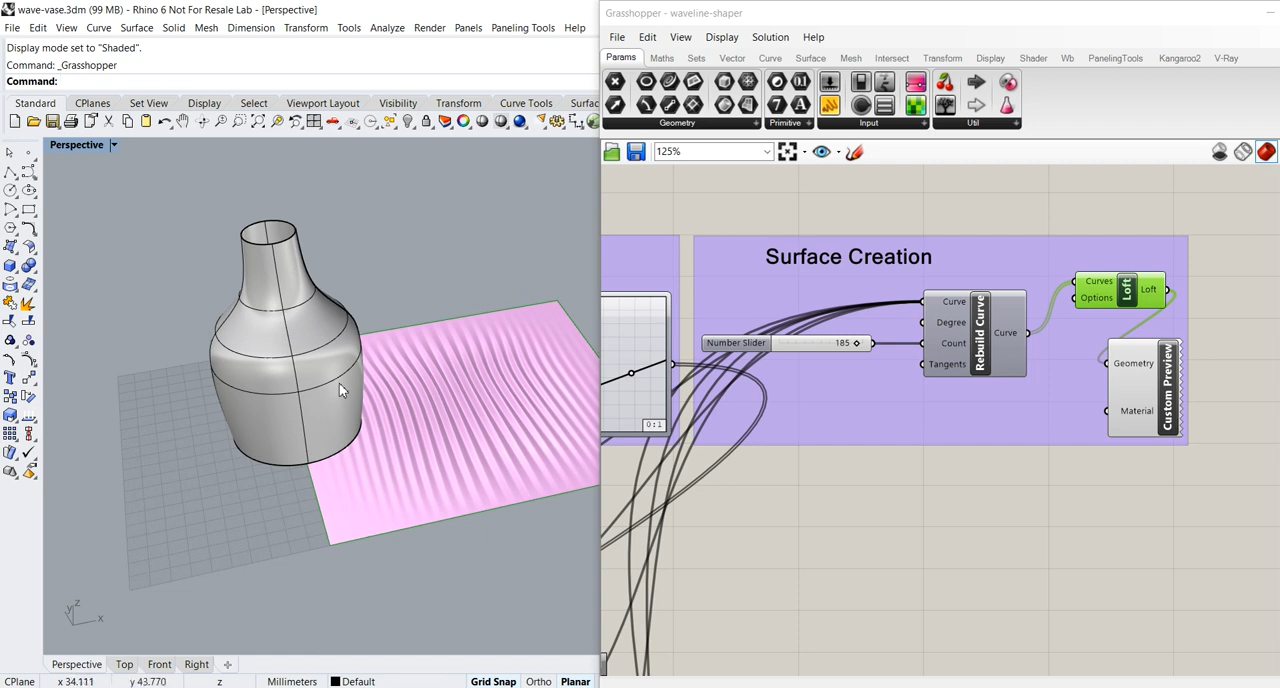 wave-vase.3dm (99 MB) - Rhino 6 Not For Resale Lab - [Perspective]
File Edit View Curve Surface Solid Mesh Dimension Transform Tools Analyze Render Panels Paneling Tools Help
Display mode set to "Shaded".
Command: _Grasshopper
Command:
Standard CPlanes Set View Display Select Viewport Layout Visibility Transform Curve Tools Surfac
Perspective
z
y
x
Perspective Top Front Right
CPlane x 34.111 y 43.770 z Millimeters Default Grid Snap Ortho Planar
Grasshopper - waveline-shaper
File Edit View Display Solution Help
Params Maths Sets Vector Curve Surface Mesh Intersect Transform Display Shader Wb PanelingTools Kangaroo2 V-Ray
Geometry Primitive Input Util
125%
Surface Creation
0:1
Number Slider 185
Curve
Degree
Count
Tangents
Rebuild Curve
Curve
Curves
Options
Loft
Loft
Geometry
Material
Custom Preview